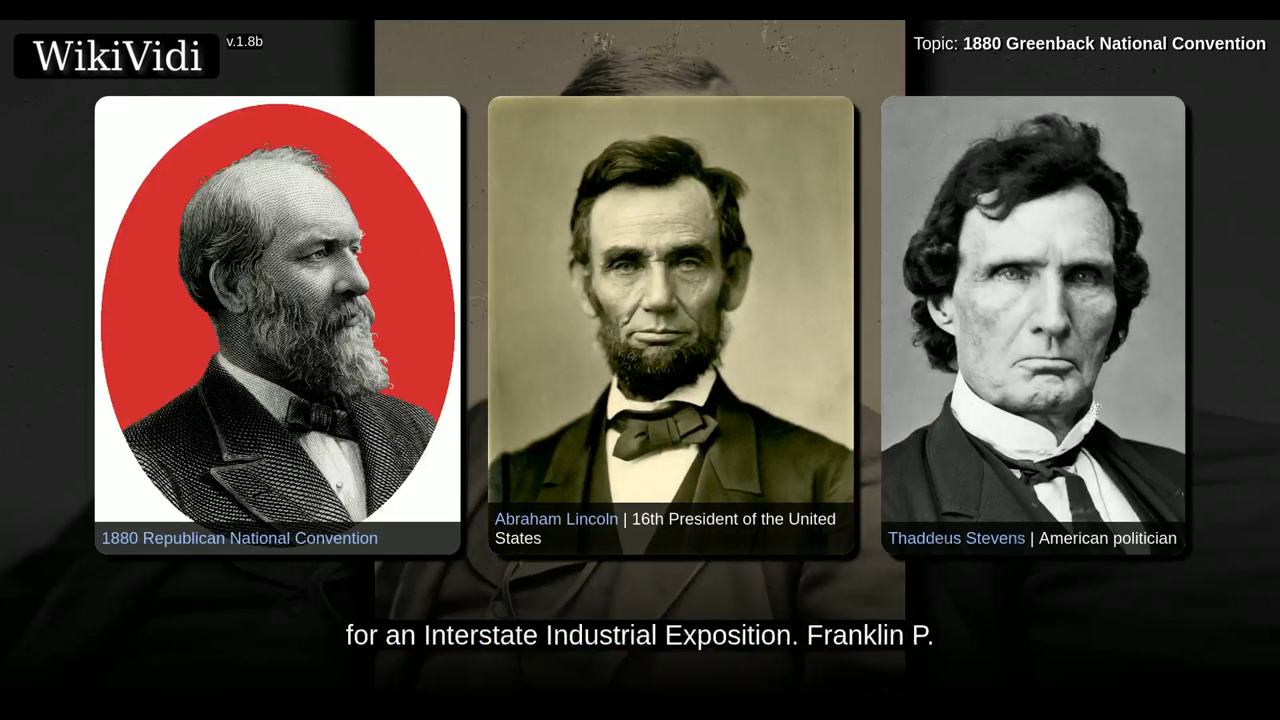 WikiVidi
v.1.8b
Topic: 1880 Greenback National Convention
1880 Republican National Convention
Abraham Lincoln | 16th President of the United
States
Thaddeus Stevens | American politician
for an Interstate Industrial Exposition. Franklin P.